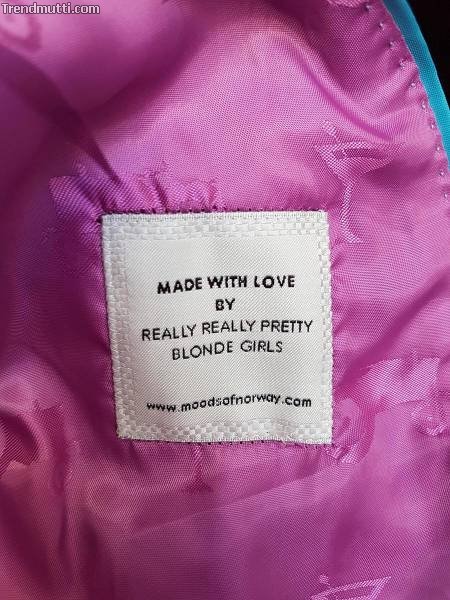 Trendmutti.com
MADE WITH LOVE
BY
REALLY REALLY PRETTY
BLONDE GIRLS
www.moodsofnorway.com